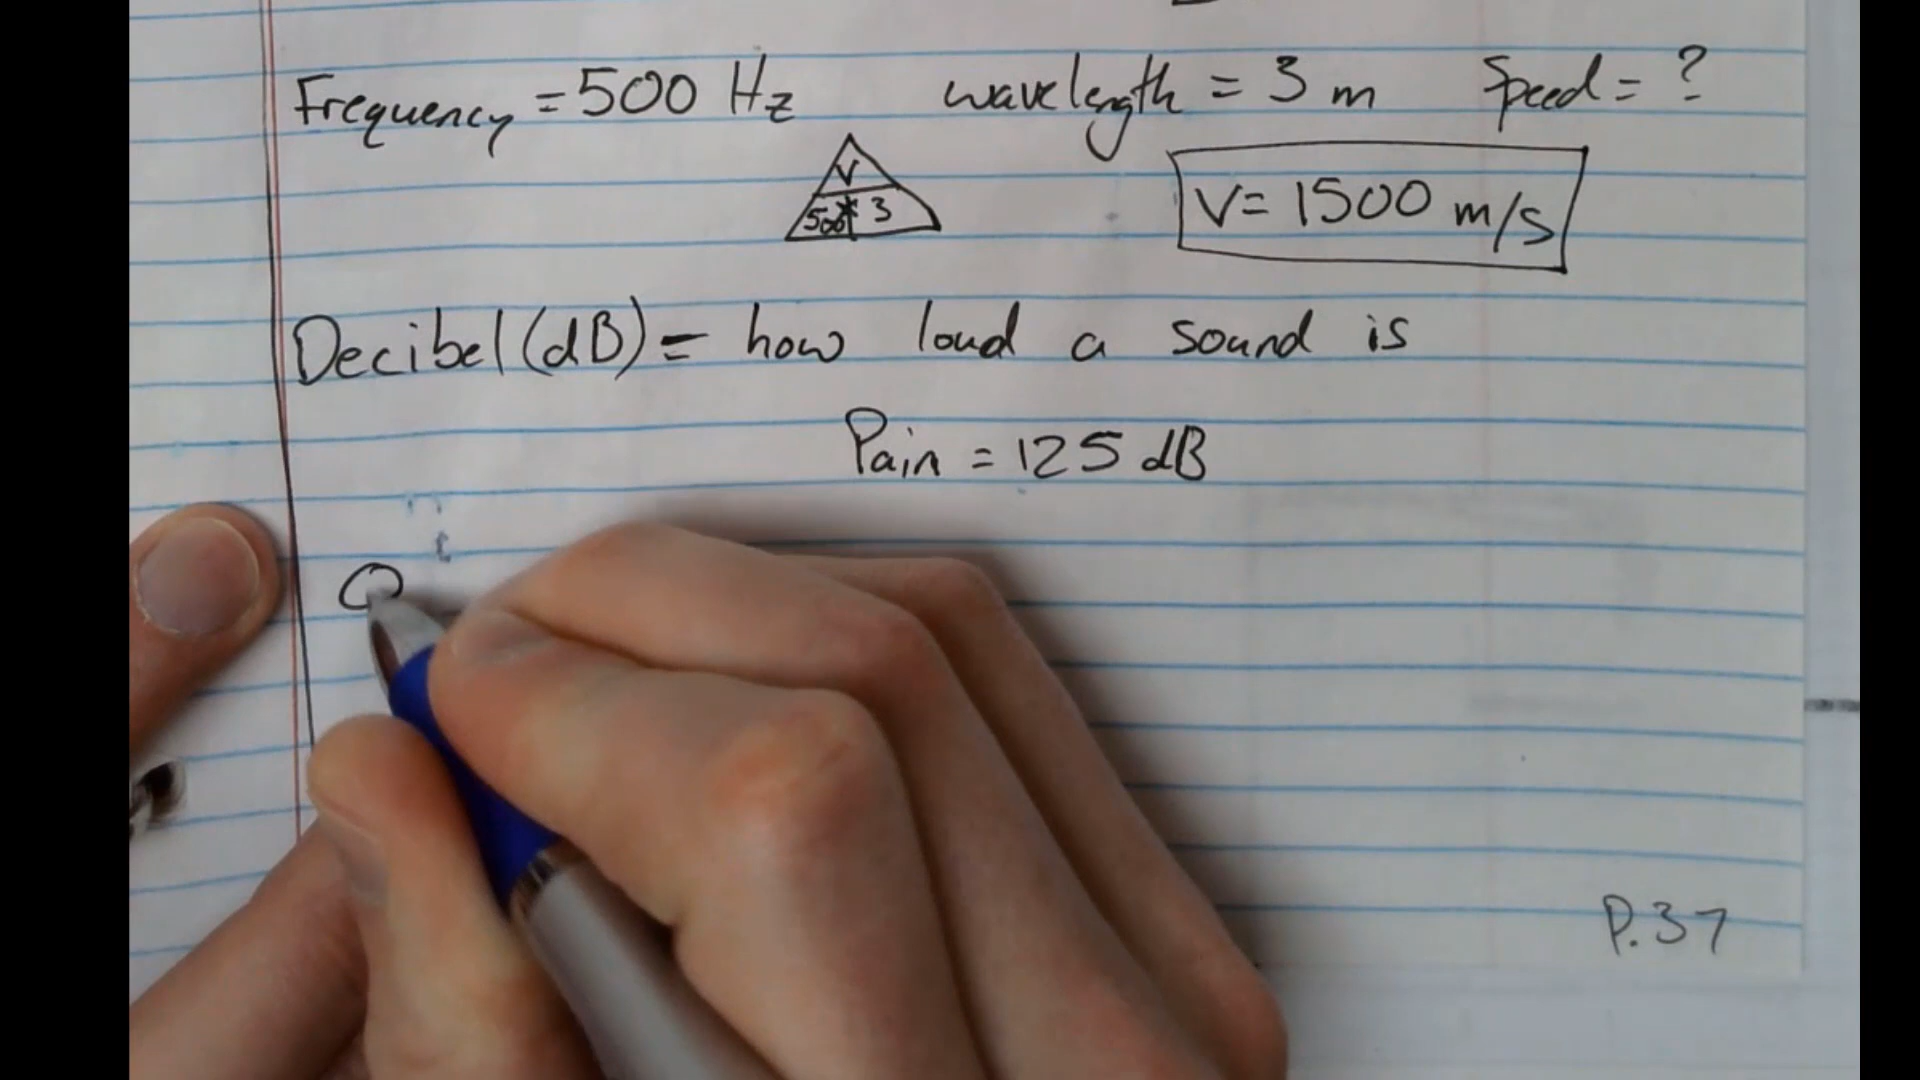 Frequency = 500 Hz wavelength = 3 m Speed = ?
V
500 * 3
V = 1500 m/s
Decibel (dB) = how loud a sound is
Pain = 125 dB
P.37